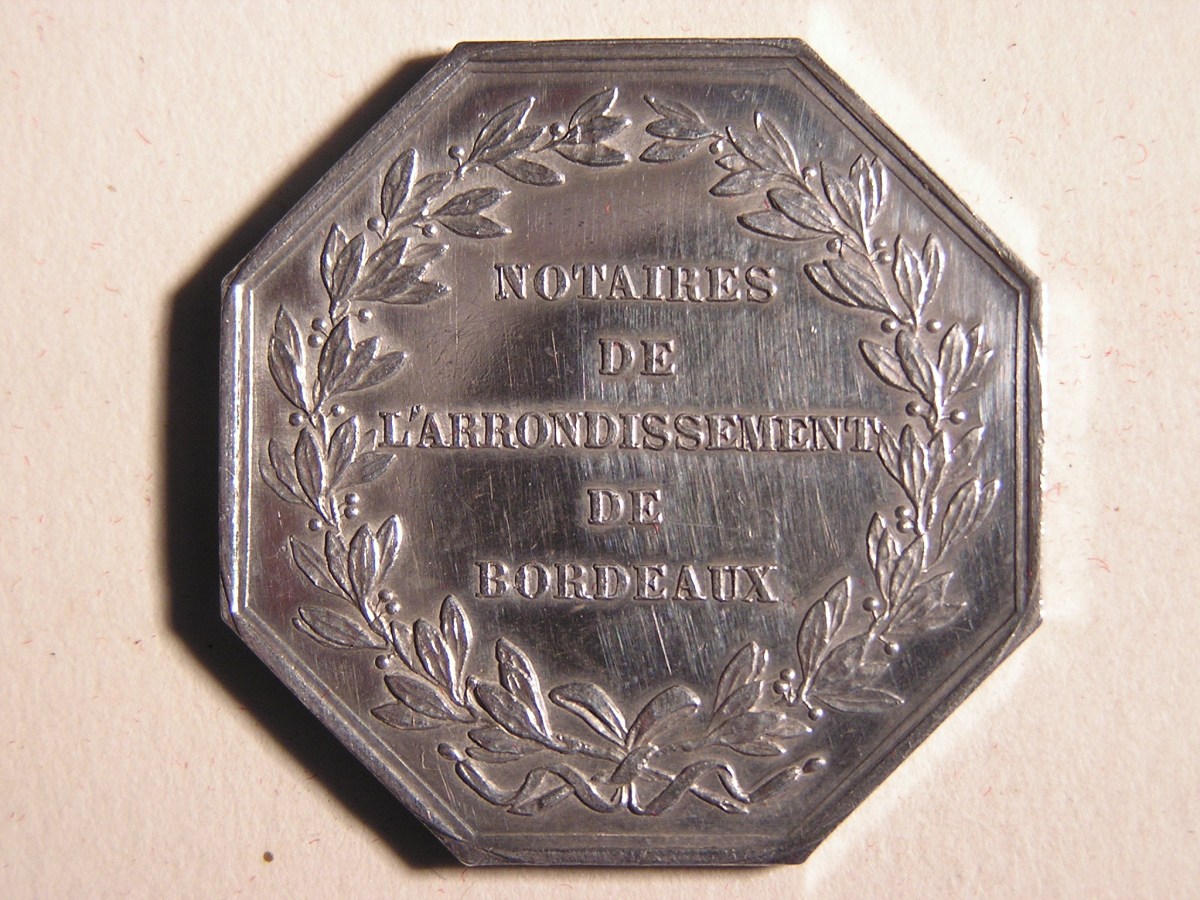 NOTAIRES
DE
L'ARRONDISSEMENT
DE
BORDEAUX